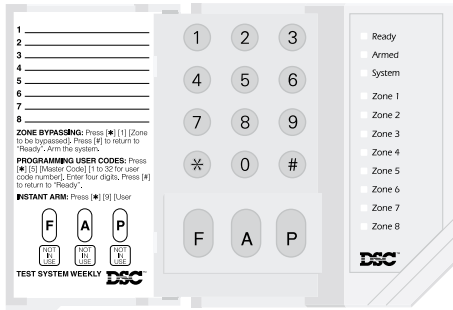 1
2
3
4
5
6
7
8
ZONE BYPASSING: Press [✱] [1] [Zone
to be bypassed]. Press [#] to return to
"Ready". Arm the system.
PROGRAMMING USER CODES: Press
[✱] [5] [Master Code] [1 to 32 for user
code number]. Enter four digits. Press [#]
to return to "Ready".
INSTANT ARM: Press [✱] [9] [User
F A P
NOT IN USE NOT IN USE NOT IN USE
TEST SYSTEM WEEKLY DSC™
1 2 3
4 5 6
7 8 9
✱ 0 #
F A P
Ready
Armed
System
Zone 1
Zone 2
Zone 3
Zone 4
Zone 5
Zone 6
Zone 7
Zone 8
DSC™